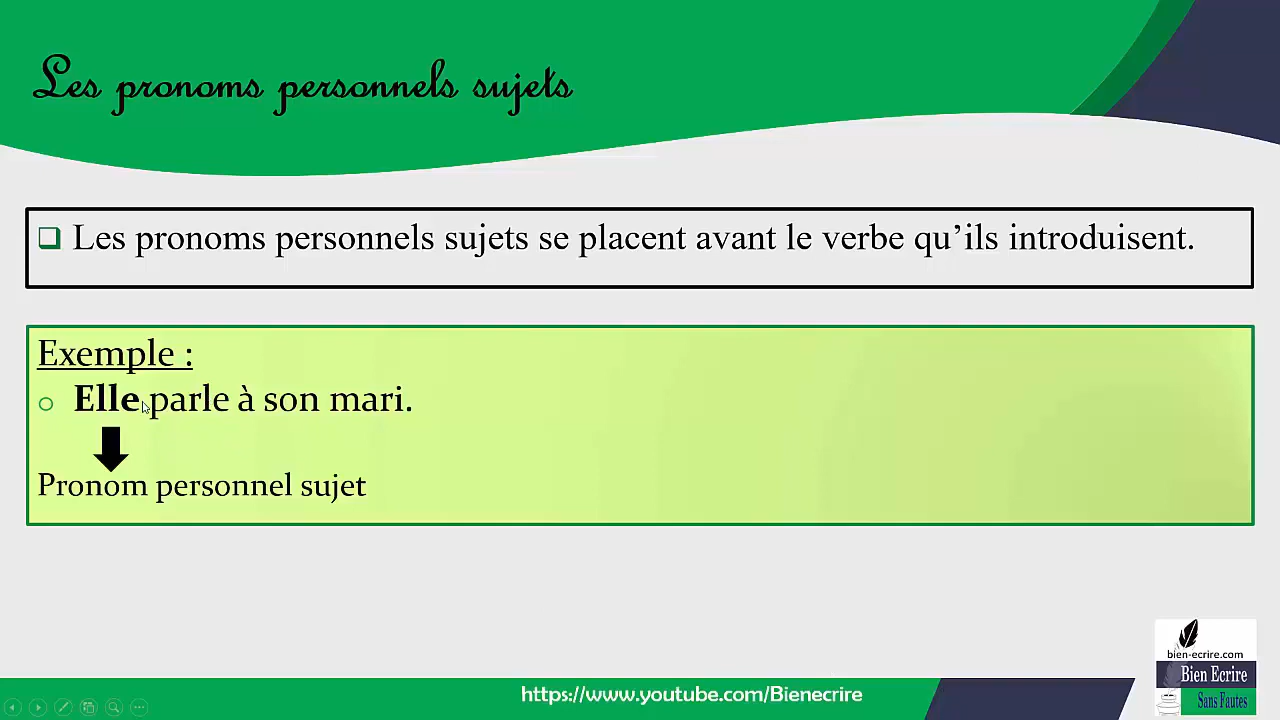 Les pronoms personnels sujets
Les pronoms personnels sujets se placent avant le verbe qu’ils introduisent.
Exemple :
Elle parle à son mari.
Pronom personnel sujet
bien-ecrire.com
Bien Ecrire
Sans Fautes
https://www.youtube.com/Bienecrire